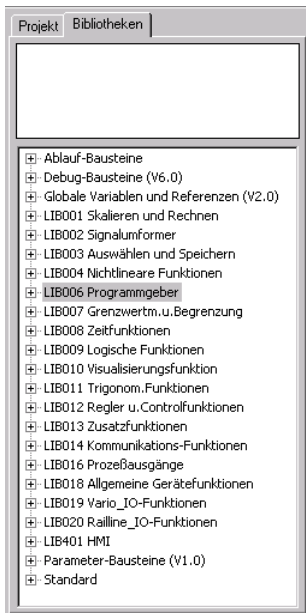 Projekt Bibliotheken
Ablauf-Bausteine
Debug-Bausteine (V6.0)
Globale Variablen und Referenzen (V2.0)
LIB001 Skalieren und Rechnen
LIB002 Signalumformer
LIB003 Auswählen und Speichern
LIB004 Nichtlineare Funktionen
LIB006 Programmgeber
LIB007 Grenzwertm.u.Begrenzung
LIB008 Zeitfunktionen
LIB009 Logische Funktionen
LIB010 Visualisierungsfunktion
LIB011 Trigonom.Funktionen
LIB012 Regler u.Controlfunktionen
LIB013 Zusatzfunktionen
LIB014 Kommunikations-Funktionen
LIB016 Prozeßausgänge
LIB018 Allgemeine Gerätefunktionen
LIB019 Vario_IO-Funktionen
LIB020 Railline_IO-Funktionen
LIB401 HMI
Parameter-Bausteine (V1.0)
Standard